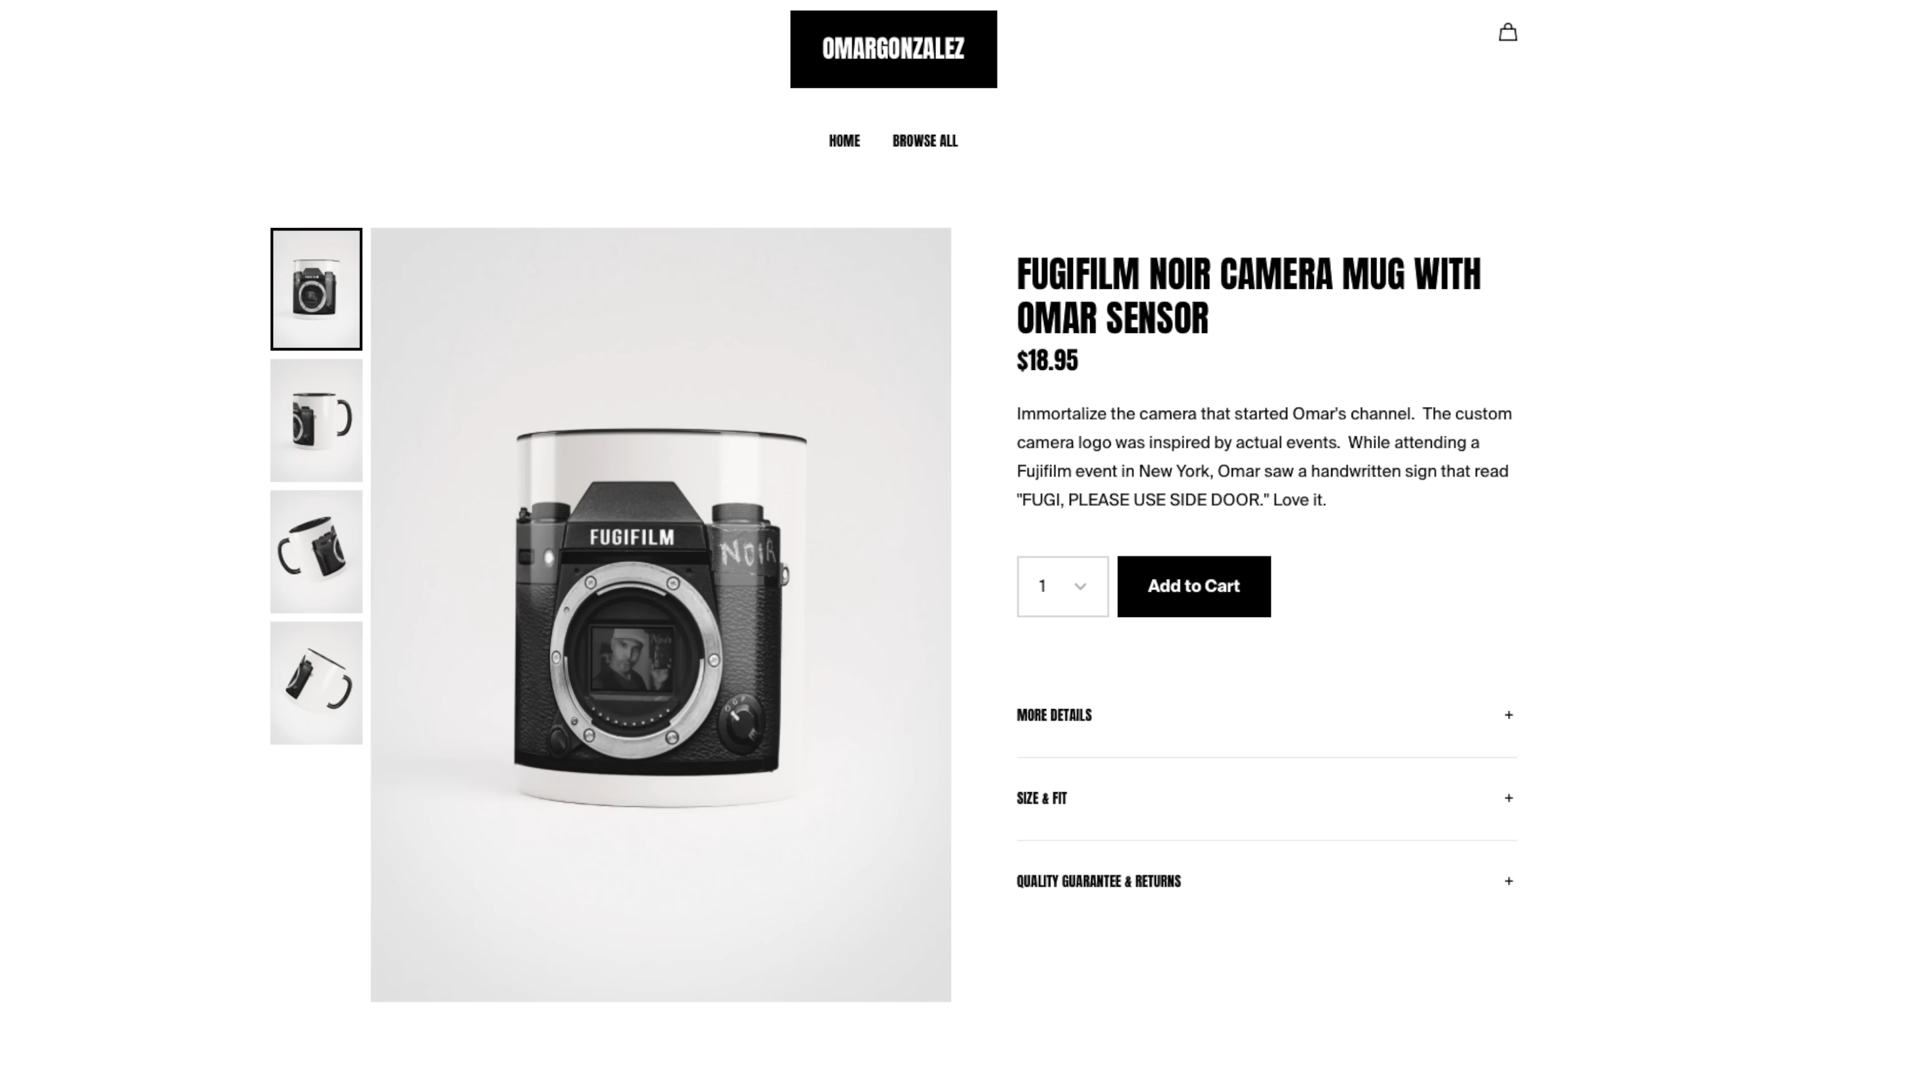 OMARGONZALEZ
HOME
BROWSE ALL
FUGIFILM
NOIR
FUGIFILM NOIR CAMERA MUG WITH
OMAR SENSOR
$18.95
Immortalize the camera that started Omar's channel.  The custom
camera logo was inspired by actual events.  While attending a
Fujifilm event in New York, Omar saw a handwritten sign that read
"FUGI, PLEASE USE SIDE DOOR." Love it.
1
Add to Cart
MORE DETAILS +
SIZE & FIT +
QUALITY GUARANTEE & RETURNS +